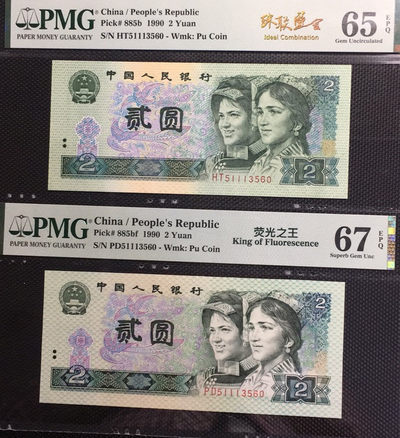 PMG
PAPER MONEY GUARANTY
China / People's Republic
Pick# 885b 1990 2 Yuan
S/N HT51113560 - Wmk: Pu Coin
Ideal Combination
65 EPQ
Gem Uncirculated
中国人民银行
2
贰圆
HT51113560
2
2
PMG
PAPER MONEY GUARANTY
China / People's Republic
Pick# 885bf 1990 2 Yuan
S/N PD51113560 - Wmk: Pu Coin
荧光之王
King of Fluorescence
67 EPQ
Superb Gem Unc
中国人民银行
2
贰圆
PD51113560
2
2